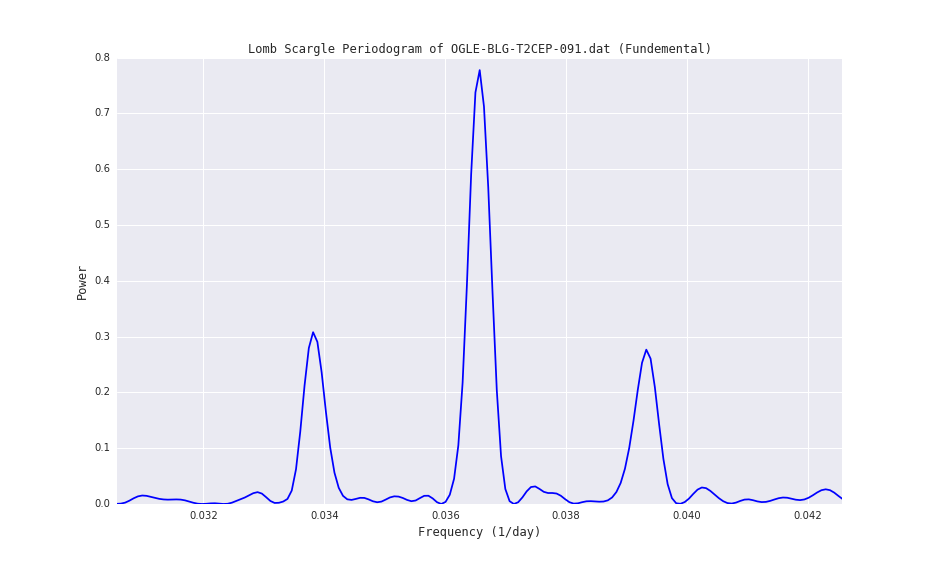 Lomb Scargle Periodogram of OGLE-BLG-T2CEP-091.dat (Fundemental)
0.8
0.7
0.6
0.5
0.4
0.3
0.2
0.1
0.0
Power
0.032 0.034 0.036 0.038 0.040 0.042
Frequency (1/day)